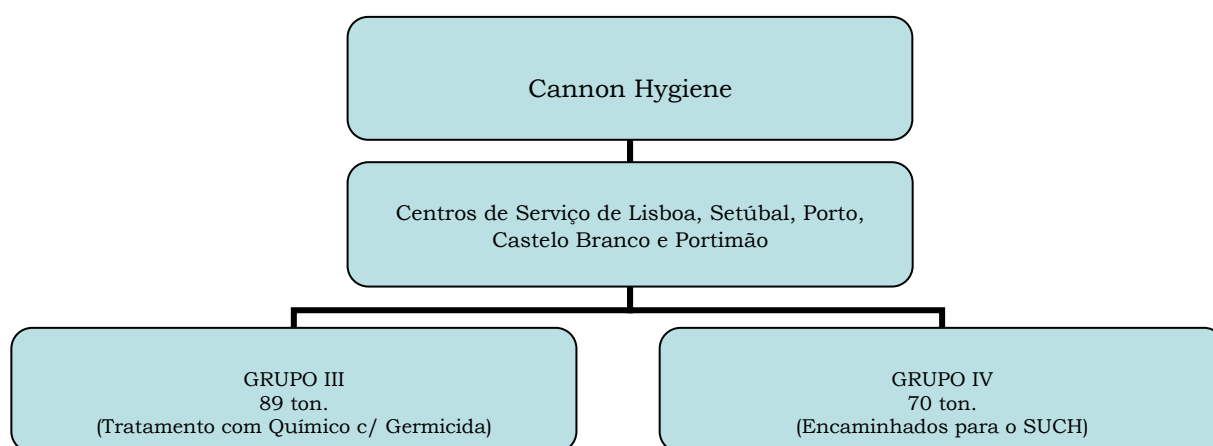 Cannon Hygiene
Centros de Serviço de Lisboa, Setúbal, Porto,
Castelo Branco e Portimão
GRUPO III
89 ton.
(Tratamento com Químico c/ Germicida)
GRUPO IV
70 ton.
(Encaminhados para o SUCH)